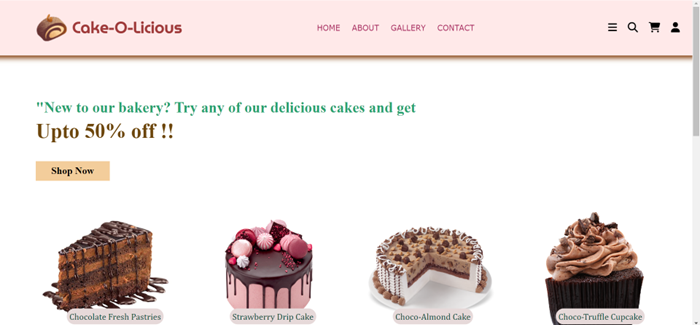 Cake-O-Licious
HOME ABOUT GALLERY CONTACT
"New to our bakery? Try any of our delicious cakes and get
Upto 50% off !!
Shop Now
Chocolate Fresh Pastries
Strawberry Drip Cake
Choco-Almond Cake
Choco-Truffle Cupcake